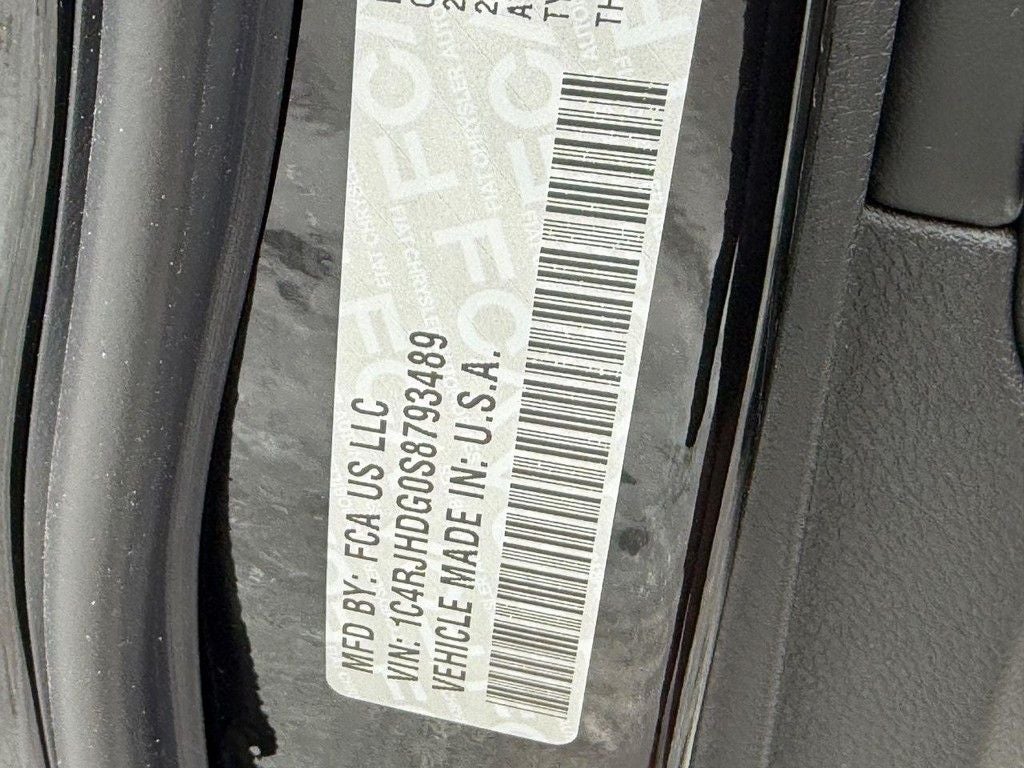 MFD BY: FCA US LLC
VIN: 1C4RJHDG0S8793489
VEHICLE MADE IN: U.S.A.